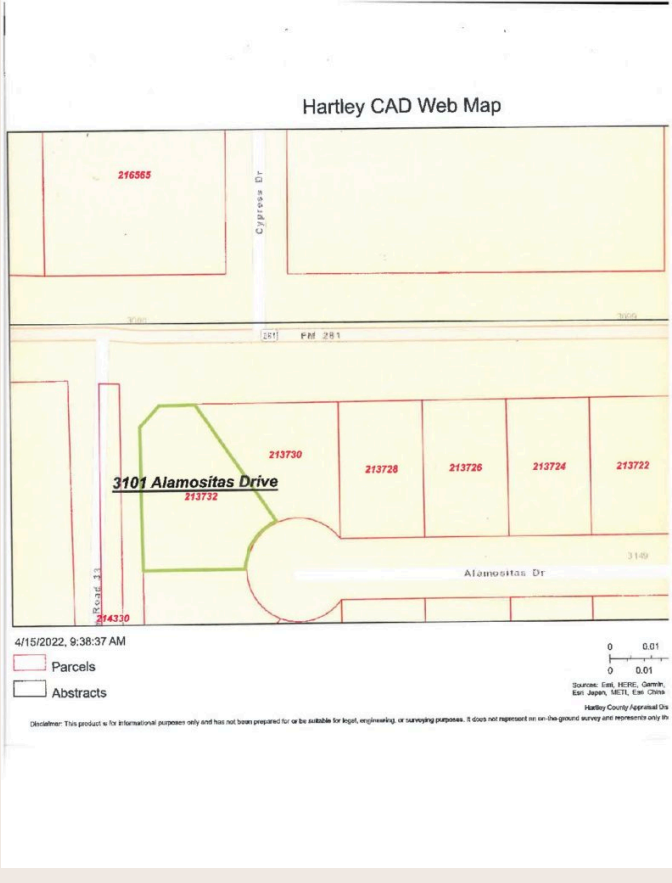 Hartley CAD Web Map
216565
Cypress Dr
3000
281
FM 281
213730
213728
213726
213724
213722
3101 Alamositas Drive
213732
3149
Alamositas Dr
Road 33
214330
4/15/2022, 9:38:37 AM
Parcels
Abstracts
0 0.01
0 0.01
Sources: Esri, HERE, Garmin,
Esri Japan, METI, Esri China
Hartley County Appraisal Dis
Disclaimer: This product is for informational purposes only and has not been prepared for or be suitable for legal, engineering, or surveying purposes. It does not represent an on-the-ground survey and represents only th